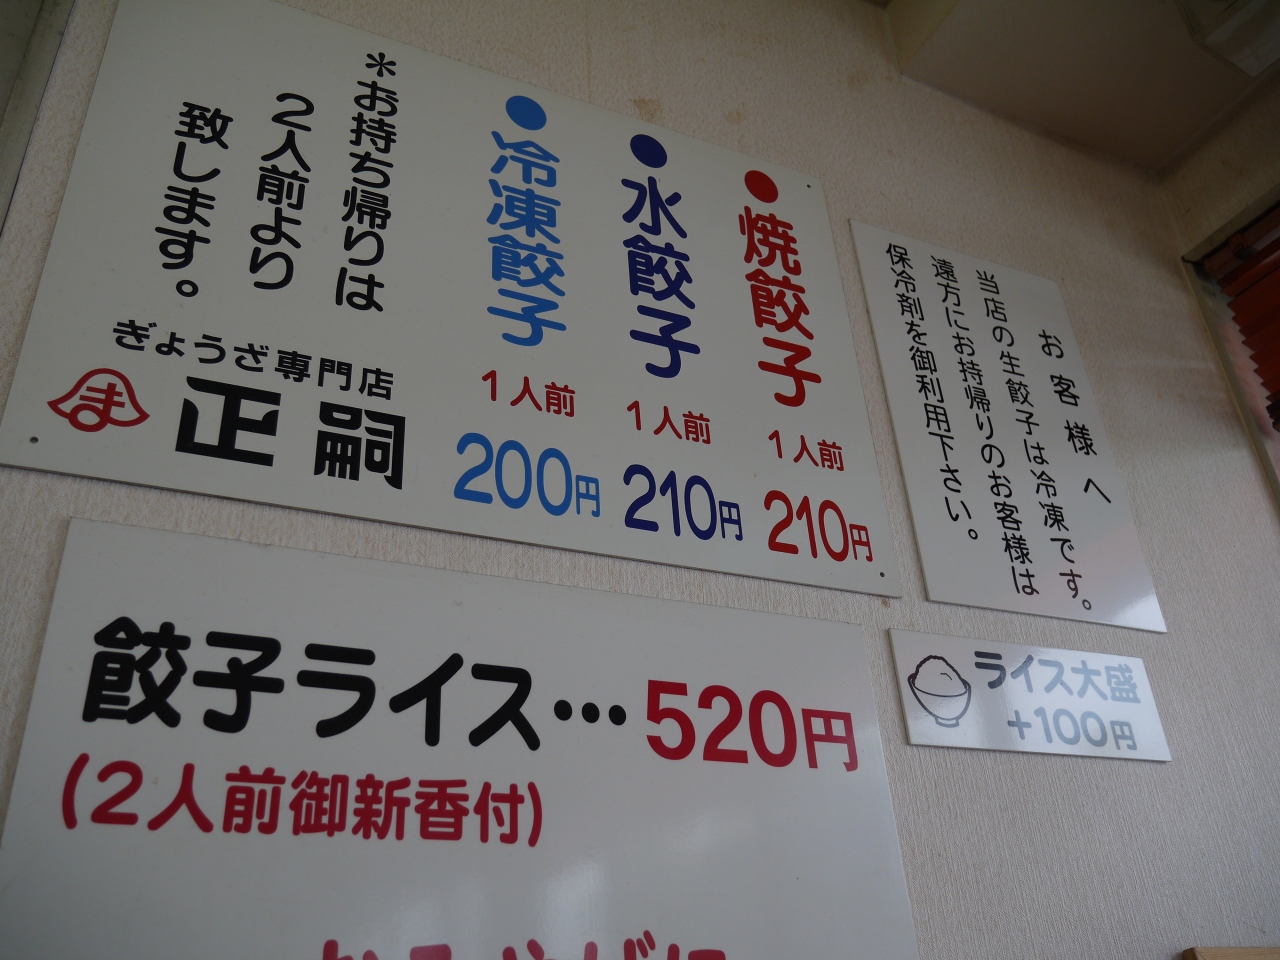 お客様へ
当店の生餃子は冷凍です。
遠方にお持帰りのお客様は
保冷剤を御利用下さい。
●焼餃子 1人前 210円
●水餃子 1人前 210円
●冷凍餃子 1人前 200円
＊お持ち帰りは
２人前より
致します。
ぎょうざ専門店
ま
正嗣
餃子ライス…520円
(２人前御新香付)
ライス大盛
+100円